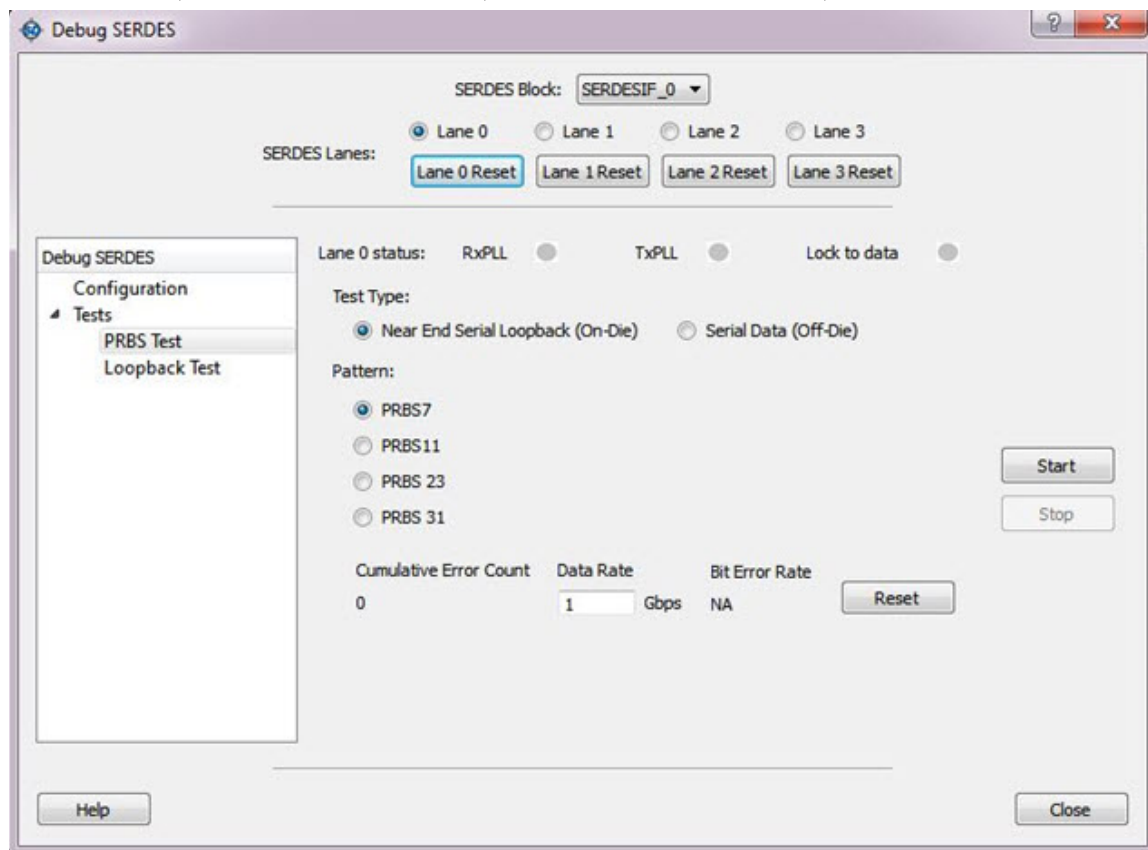 Debug SERDES
SERDES Block: SERDESIF_0
SERDES Lanes: Lane 0 Lane 1 Lane 2 Lane 3
Lane 0 Reset Lane 1 Reset Lane 2 Reset Lane 3 Reset
Debug SERDES
Configuration
Tests
PRBS Test
Loopback Test
Lane 0 status: RxPLL TxPLL Lock to data
Test Type:
Near End Serial Loopback (On-Die) Serial Data (Off-Die)
Pattern:
PRBS7
PRBS11
PRBS 23
PRBS 31
Start
Stop
Cumulative Error Count Data Rate Bit Error Rate
0 1 Gbps NA Reset
Help Close